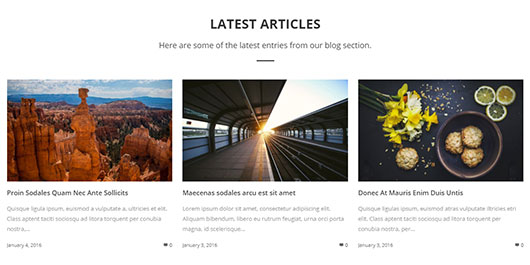 LATEST ARTICLES
Here are some of the latest entries from our blog section.
Proin Sodales Quam Nec Ante Sollicits
Quisque ligula ipsum, euismod a vulputate a, ultricies et elit.
Class aptent taciti sociosqu ad litora torquent per conubia
nostra,...
January 4, 2016
0
Maecenas sodales arcu est sit amet
Lorem ipsum dolor sit amet, consectetur adipiscing elit.
Aliquam bibendum, libero eu rutrum feugiat, urna orci porta
magna, id scelerisque...
January 3, 2016
0
Donec At Mauris Enim Duis Untis
Quisque ligula ipsum, euismod atras vulputate iltricies etri elit.
Class aptent taciti sociosqu ad litora torquent per conubia
nostra, per...
January 3, 2016
0